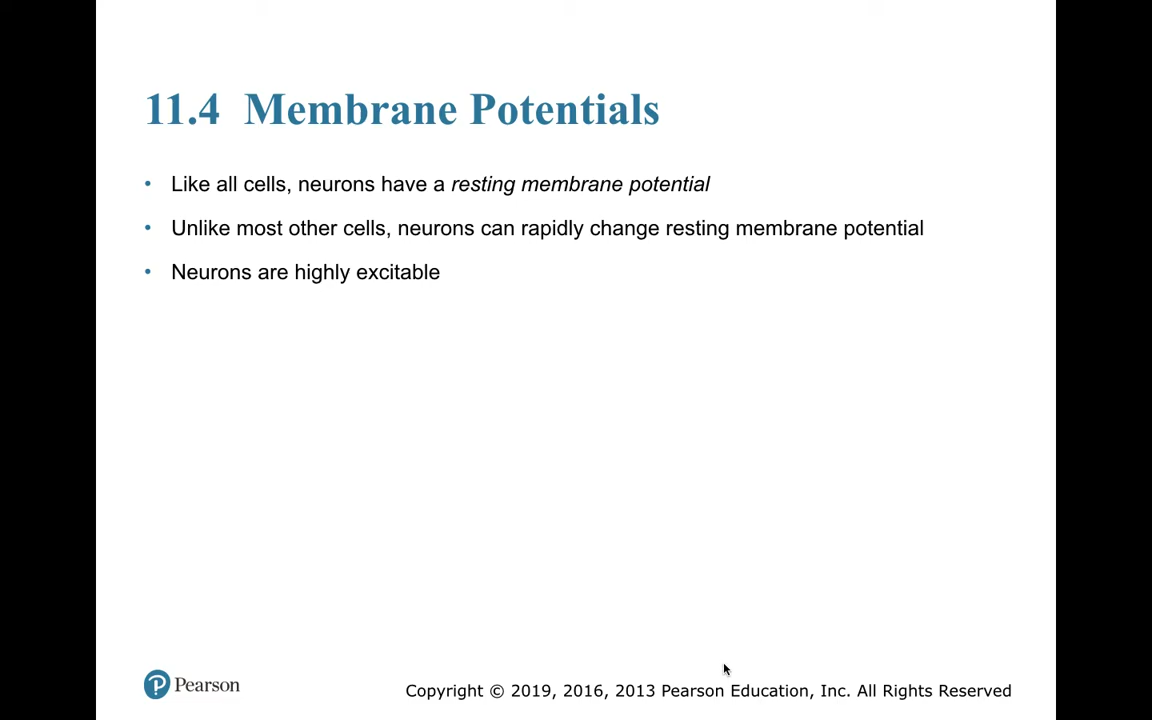 11.4 Membrane Potentials
• Like all cells, neurons have a resting membrane potential
• Unlike most other cells, neurons can rapidly change resting membrane potential
• Neurons are highly excitable
Pearson
Copyright © 2019, 2016, 2013 Pearson Education, Inc. All Rights Reserved